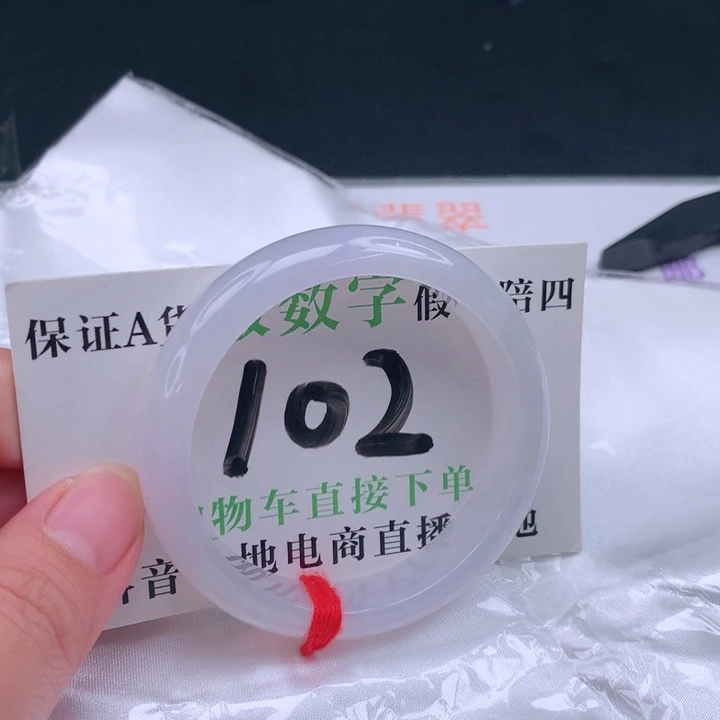 翡翠
保证A货 数字 假 赔四
102
物车直接下单
地电商直播 地
音